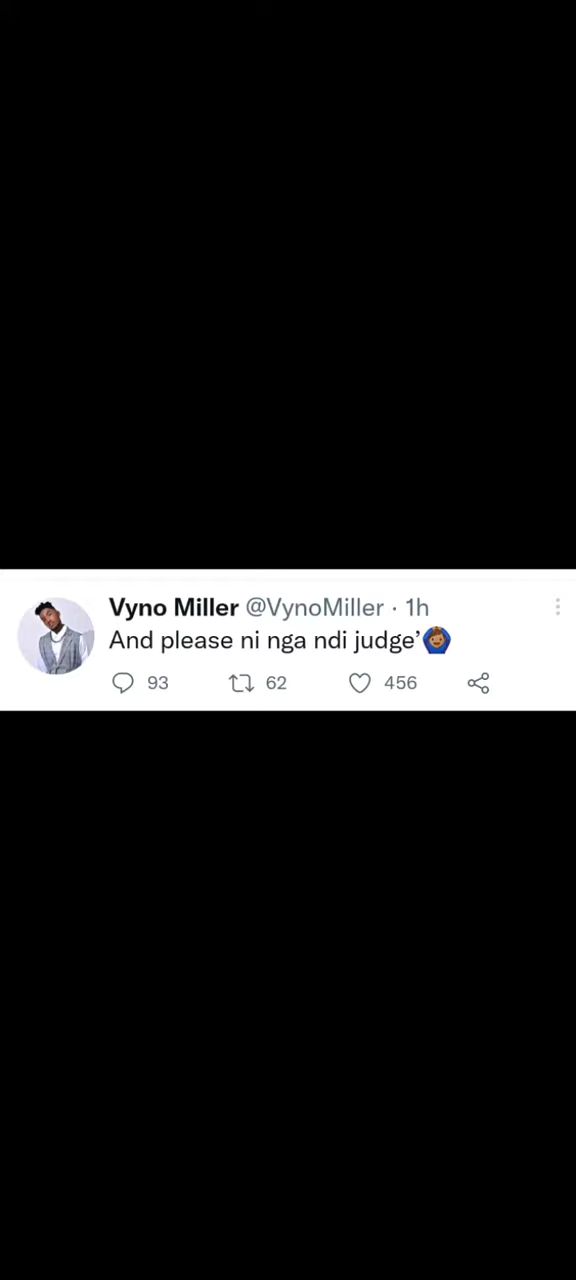 Vyno Miller @VynoMiller · 1h
And please ni nga ndi judge’🙆🏽‍♂️
93 62 456